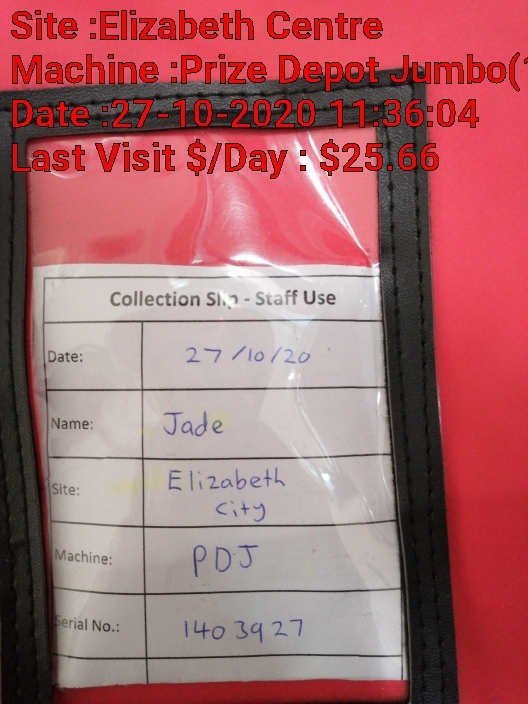 Site :Elizabeth Centre
Machine :Prize Depot Jumbo(
Date :27-10-2020 11:36:04
Last Visit $/Day : $25.66
Collection Slip - Staff Use
Date: 27/10/20
Name: Jade
Site: Elizabeth
City
Machine: PDJ
Serial No.: 1403927